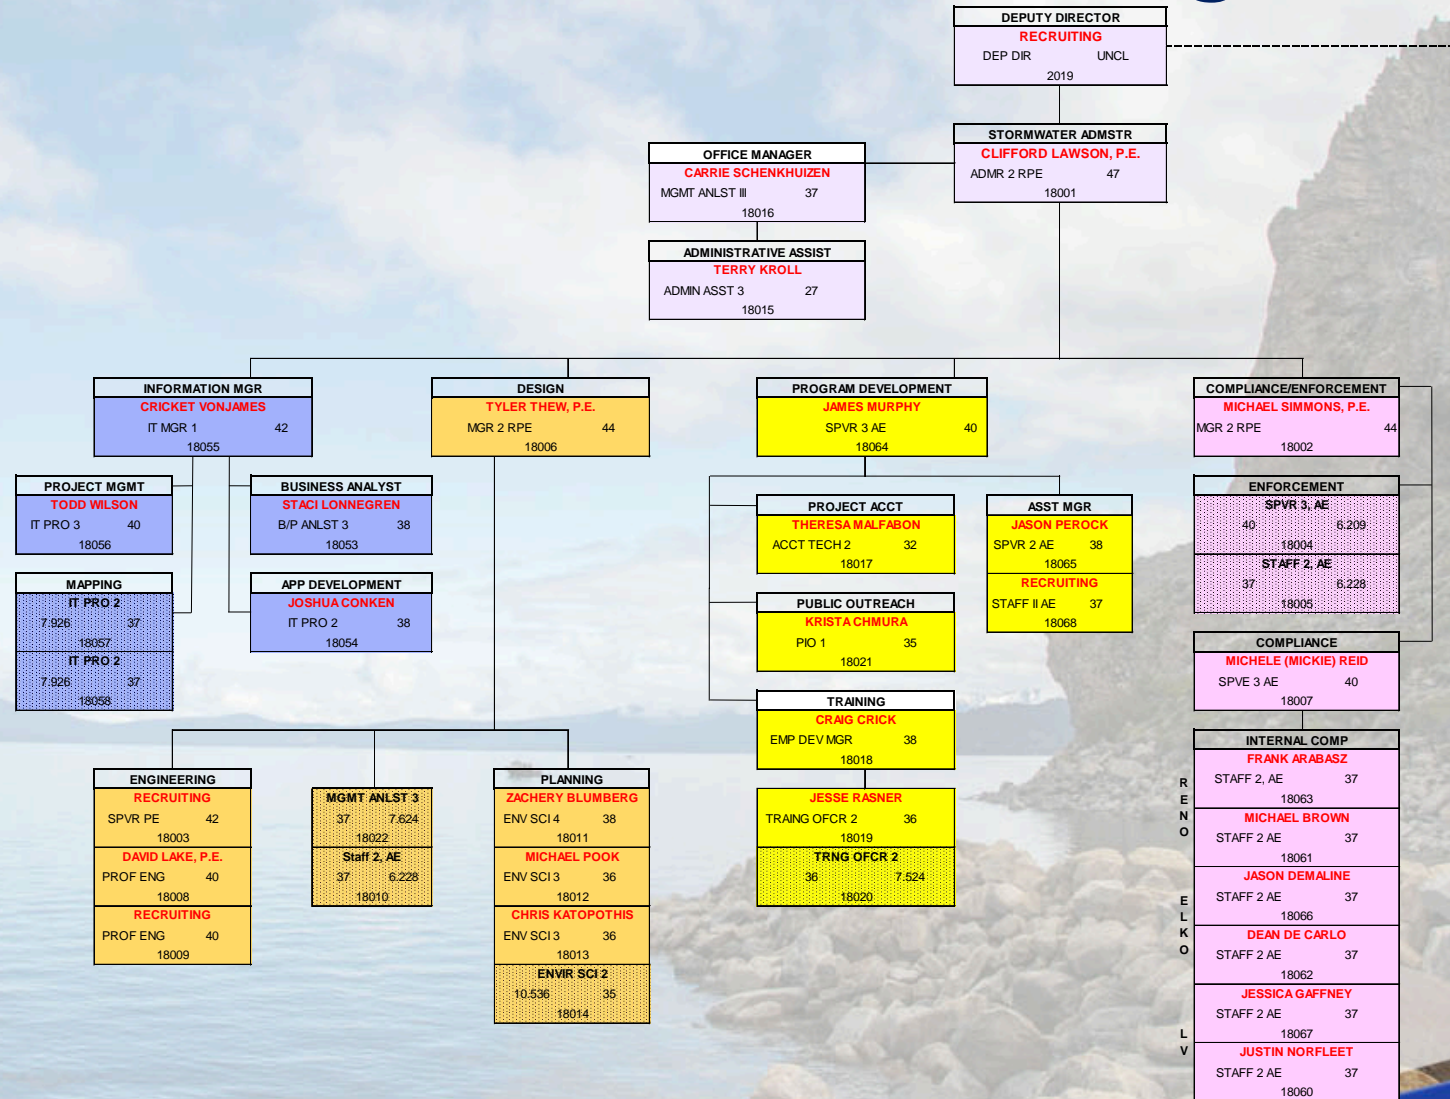 DEPUTY DIRECTOR
RECRUITING
DEP DIR UNCL
2019
STORMWATER ADMSTR
CLIFFORD LAWSON, P.E.
ADMR 2 RPE 47
18001
OFFICE MANAGER
CARRIE SCHENKHUIZEN
MGMT ANLST III 37
18016
ADMINISTRATIVE ASSIST
TERRY KROLL
ADMIN ASST 3 27
18015
INFORMATION MGR
CRICKET VONJAMES
IT MGR 1 42
18055
PROJECT MGMT
TODD WILSON
IT PRO 3 40
18056
MAPPING
IT PRO 2
7.926 37
18057
IT PRO 2
7.926 37
18058
BUSINESS ANALYST
STACI LONNEGREN
B/P ANLST 3 38
18053
APP DEVELOPMENT
JOSHUA CONKEN
IT PRO 2 38
18054
DESIGN
TYLER THEW, P.E.
MGR 2 RPE 44
18006
ENGINEERING
RECRUITING
SPVR PE 42
18003
DAVID LAKE, P.E.
PROF ENG 40
18008
RECRUITING
PROF ENG 40
18009
MGMT ANLST 3
37 7.624
18022
Staff 2, AE
37 6.228
18010
PLANNING
ZACHERY BLUMBERG
ENV SCI 4 38
18011
MICHAEL POOK
ENV SCI 3 36
18012
CHRIS KATOPOTHIS
ENV SCI 3 36
18013
ENVIR SCI 2
10.536 35
18014
PROGRAM DEVELOPMENT
JAMES MURPHY
SPVR 3 AE 40
18064
PROJECT ACCT
THERESA MALFABON
ACCT TECH 2 32
18017
PUBLIC OUTREACH
KRISTA CHMURA
PIO 1 35
18021
TRAINING
CRAIG CRICK
EMP DEV MGR 38
18018
JESSE RASNER
TRAING OFCR 2 36
18019
TRNG OFCR 2
36 7.524
18020
ASST MGR
JASON PEROCK
SPVR 2 AE 38
18065
RECRUITING
STAFF II AE 37
18068
COMPLIANCE/ENFORCEMENT
MICHAEL SIMMONS, P.E.
MGR 2 RPE 44
18002
ENFORCEMENT
SPVR 3, AE
40 6.209
18004
STAFF 2, AE
37 6.228
18005
COMPLIANCE
MICHELE (MICKIE) REID
SPVE 3 AE 40
18007
INTERNAL COMP
RENO
FRANK ARABASZ
STAFF 2, AE 37
18063
MICHAEL BROWN
STAFF 2 AE 37
18061
ELKO
JASON DEMALINE
STAFF 2 AE 37
18066
DEAN DE CARLO
STAFF 2 AE 37
18062
LV
JESSICA GAFFNEY
STAFF 2 AE 37
18067
JUSTIN NORFLEET
STAFF 2 AE 37
18060